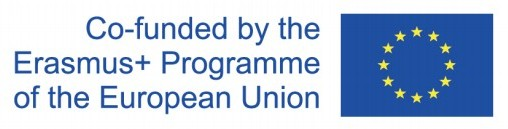 Co-funded by the
Erasmus+ Programme
of the European Union